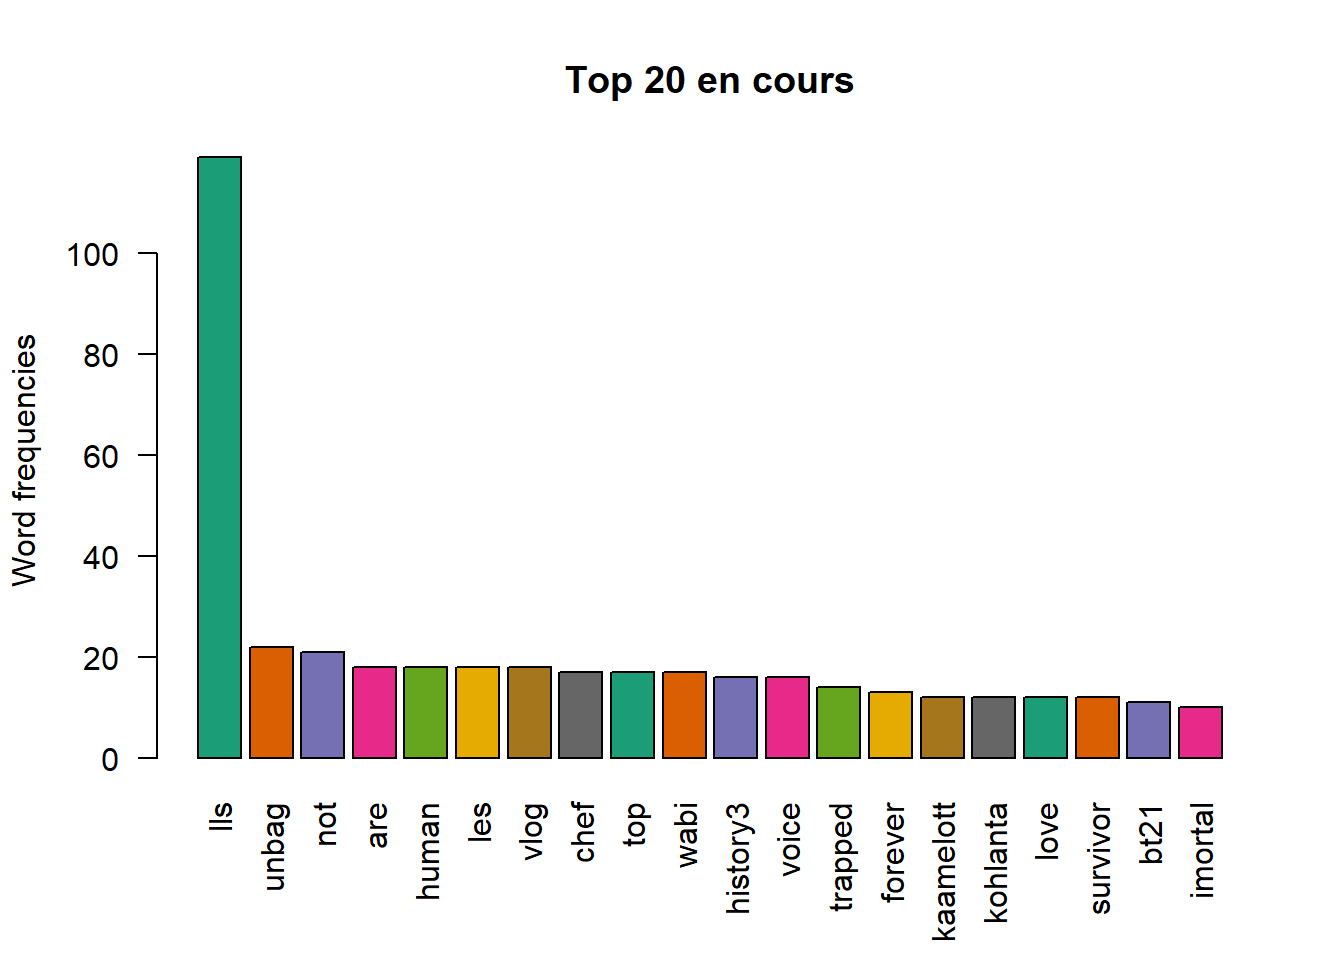 Top 20 en cours
Word frequencies
100
80
60
40
20
0
lls
unbag
not
are
human
les
vlog
chef
top
wabi
history3
voice
trapped
forever
kaamelott
kohlanta
love
survivor
bt21
imortal